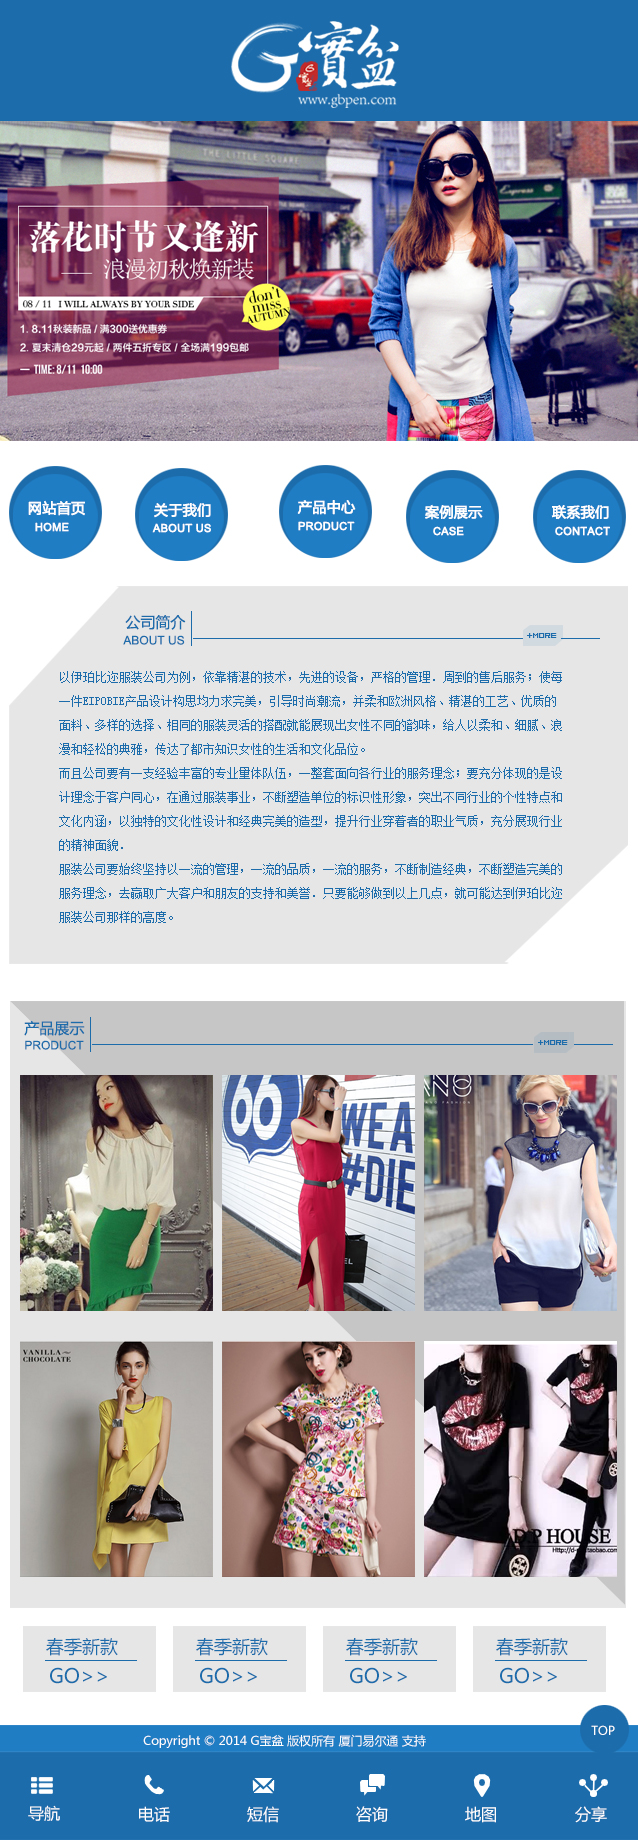 G寶盆
www.gbpen.com
THE LITTLE SQUARE
Express
落花时节又逢新
浪漫初秋焕新装
08 / 11 I WILL ALWAYS BY YOUR SIDE
don't miss AUTUMN
1. 8.11秋装新品 / 满300送优惠券
2. 夏末清仓29元起 / 两件五折专区 / 全场满199包邮
— TIME: 8/11 10:00
网站首页
HOME
关于我们
ABOUT US
产品中心
PRODUCT
案例展示
CASE
联系我们
CONTACT
公司简介
ABOUT US
+MORE
以伊珀比迩服装公司为例，依靠精湛的技术，先进的设备，严格的管理．周到的售后服务；使每
一件EIPOBIE产品设计构思均力求完美，引导时尚潮流，并柔和欧洲风格、精湛的工艺、优质的
面料、多样的选择、相同的服装灵活的搭配就能展现出女性不同的韵味，给人以柔和、细腻、浪
漫和轻松的典雅，传达了都市知识女性的生活和文化品位。
而且公司要有一支经验丰富的专业量体队伍，一整套面向各行业的服务理念；要充分体现的是设
计理念于客户同心，在通过服装事业，不断塑造单位的标识性形象，突出不同行业的个性特点和
文化内涵，以独特的文化性设计和经典完美的造型，提升行业穿着者的职业气质，充分展现行业
的精神面貌．
服装公司要始终坚持以一流的管理，一流的品质，一流的服务，不断制造经典，不断塑造完美的
服务理念，去赢取广大客户和朋友的支持和美誉．只要能够做到以上几点，就可能达到伊珀比迩
服装公司那样的高度。
产品展示
PRODUCT
+MORE
66
WEA
#DIE
VANILLA
CHOCOLATE
D.P HOUSE
春季新款
GO>>
春季新款
GO>>
春季新款
GO>>
春季新款
GO>>
TOP
Copyright © 2014 G宝盆 版权所有 厦门易尔通 支持
导航
电话
短信
咨询
地图
分享